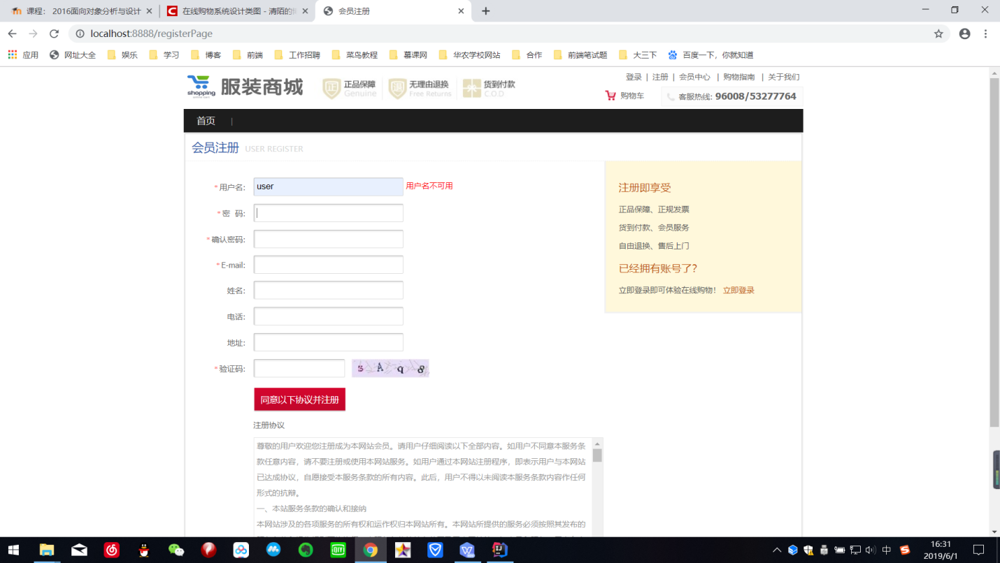 课程： 2016面向对象分析与设计
在线购物系统设计类图 - 清陌的
会员注册
localhost:8888/registerPage
应用 网址大全 娱乐 学习 博客 前端 工作招聘 菜鸟教程 慕课网 华农学校网站 合作 前端笔试题 大三下 百度一下，你就知道
登录 | 注册 | 会员中心 | 购物指南 | 关于我们
shopping 服装商城
正 正品保障 Genuine
退 无理由退换 Free Returns
货到付款 C.O.D
购物车 客服热线: 96008/53277764
首页 |
会员注册 USER REGISTER
*用户名: user 用户名不可用
*密 码:
*确认密码:
*E-mail:
姓名:
电话:
地址:
*验证码: s A q 8
同意以下协议并注册
注册协议
尊敬的用户欢迎您注册成为本网站会员。请用户仔细阅读以下全部内容。如用户不同意本服务条
款任意内容，请不要注册或使用本网站服务。如用户通过本网站注册程序，即表示用户与本网站
已达成协议，自愿接受本服务条款的所有内容。此后，用户不得以未阅读本服务条款内容作任何
形式的抗辩。
一、本站服务条款的确认和接纳
本网站涉及的各项服务的所有权和运作权归本网站所有。本网站所提供的服务必须按照其发布的
注册即享受
正品保障、正规发票
货到付款、会员服务
自由退换、售后上门
已经拥有账号了？
立即登录即可体验在线购物！ 立即登录
中
16:31
2019/6/1